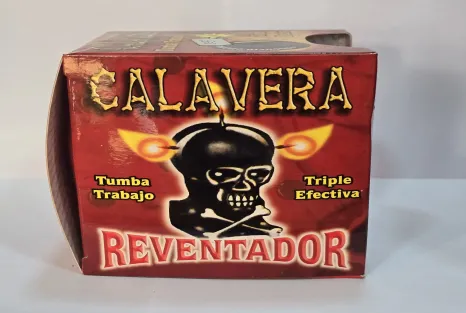 CALAVERA
Tumba
Trabajo
Triple
Efectiva
REVENTADOR